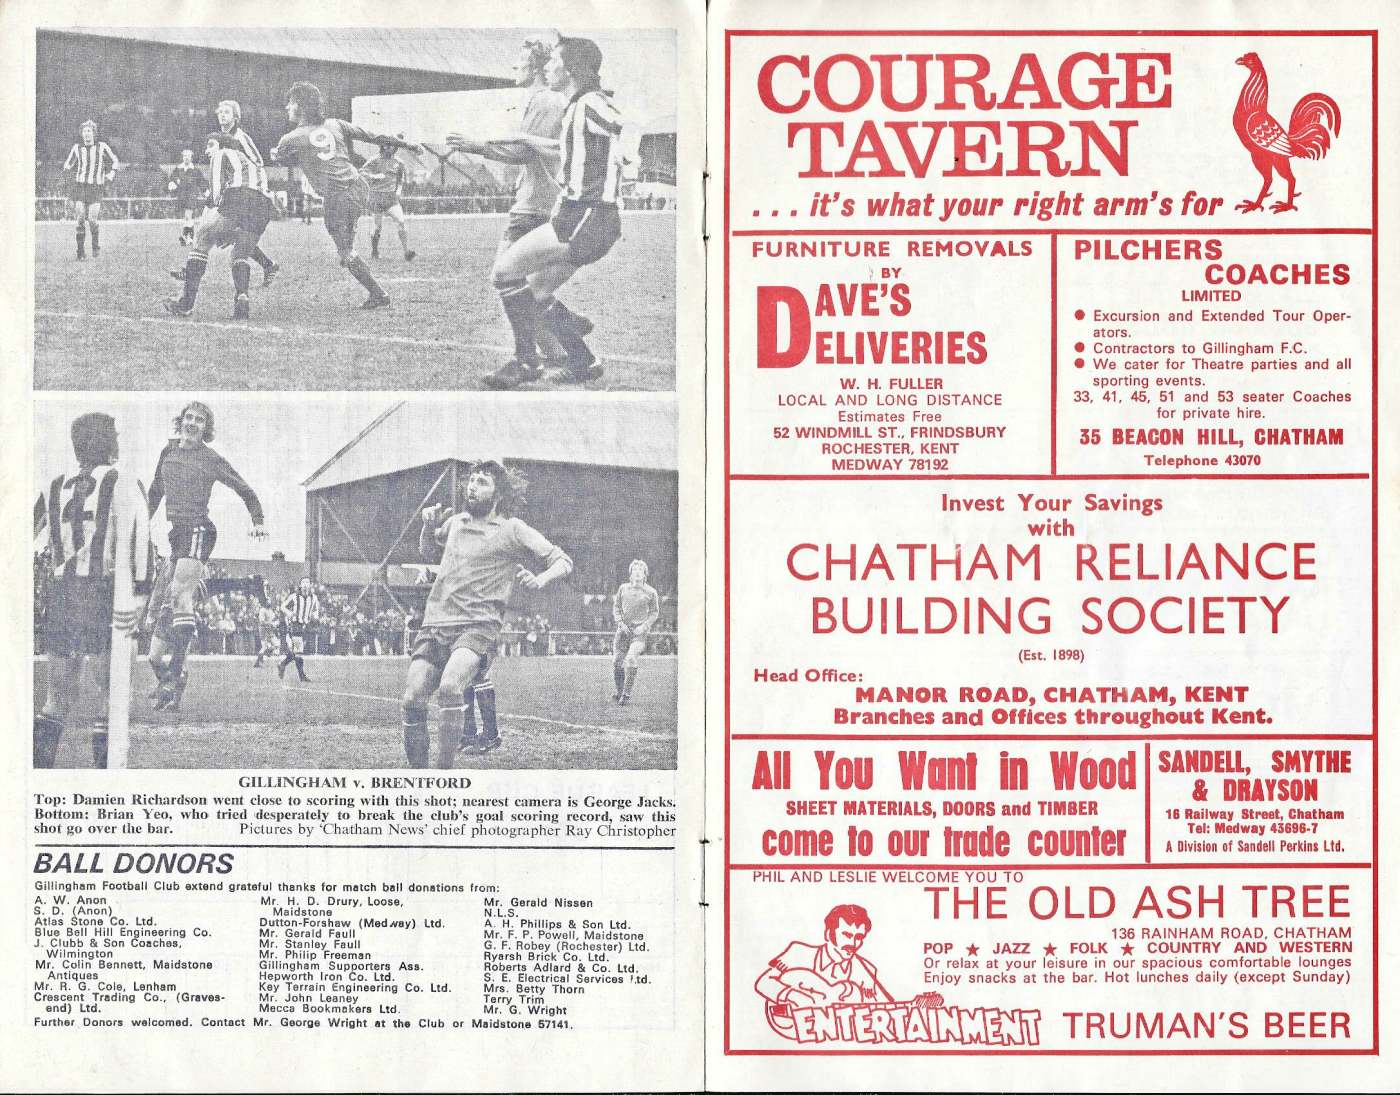 9
GILLINGHAM v. BRENTFORD
Top: Damien Richardson went close to scoring with this shot; nearest camera is George Jacks.
Bottom: Brian Yeo, who tried desperately to break the club's goal scoring record, saw this
shot go over the bar. Pictures by 'Chatham News' chief photographer Ray Christopher
BALL DONORS
Gillingham Football Club extend grateful thanks for match ball donations from:
A. W. Anon
S. D. (Anon)
Atlas Stone Co. Ltd.
Blue Bell Hill Engineering Co.
J. Clubb & Son Coaches,
Wilmington
Mr. Colin Bennett, Maidstone
Antiques
Mr. R. G. Cole, Lenham
Crescent Trading Co., (Graves-
end) Ltd.
Mr. H. D. Drury, Loose,
Maidstone
Dutton-Forshaw (Medway) Ltd.
Mr. Gerald Faull
Mr. Stanley Faull
Mr. Philip Freeman
Gillingham Supporters Ass.
Hepworth Iron Co. Ltd.
Key Terrain Engineering Co. Ltd.
Mr. John Leaney
Mecca Bookmakers Ltd.
Mr. Gerald Nissen
N.L.S.
A. H. Phillips & Son Ltd.
Mr. F. P. Powell, Maidstone
G. F. Robey (Rochester) Ltd.
Ryarsh Brick Co. Ltd.
Roberts Adlard & Co. Ltd.
S. E. Electrical Services Ltd.
Mrs. Betty Thorn
Terry Trim
Mr. G. Wright
Further Donors welcomed. Contact Mr. George Wright at the Club or Maidstone 57141.
COURAGE
TAVERN
... it's what your right arm's for
FURNITURE REMOVALS
BY
DAVE'S
DELIVERIES
W. H. FULLER
LOCAL AND LONG DISTANCE
Estimates Free
52 WINDMILL ST., FRINDSBURY
ROCHESTER, KENT
MEDWAY 78192
PILCHERS
COACHES
LIMITED
● Excursion and Extended Tour Oper-
ators.
● Contractors to Gillingham F.C.
● We cater for Theatre parties and all
sporting events.
33, 41, 45, 51 and 53 seater Coaches
for private hire.
35 BEACON HILL, CHATHAM
Telephone 43070
Invest Your Savings
with
CHATHAM RELIANCE
BUILDING SOCIETY
(Est. 1898)
Head Office:
MANOR ROAD, CHATHAM, KENT
Branches and Offices throughout Kent.
All You Want in Wood
SHEET MATERIALS, DOORS and TIMBER
come to our trade counter
SANDELL, SMYTHE
& DRAYSON
16 Railway Street, Chatham
Tel: Medway 43696-7
A Division of Sandell Perkins Ltd.
PHIL AND LESLIE WELCOME YOU TO
THE OLD ASH TREE
136 RAINHAM ROAD, CHATHAM
POP ★ JAZZ ★ FOLK ★ COUNTRY AND WESTERN
Or relax at your leisure in our spacious comfortable lounges
Enjoy snacks at the bar. Hot lunches daily (except Sunday)
ENTERTAINMENT
TRUMAN'S BEER